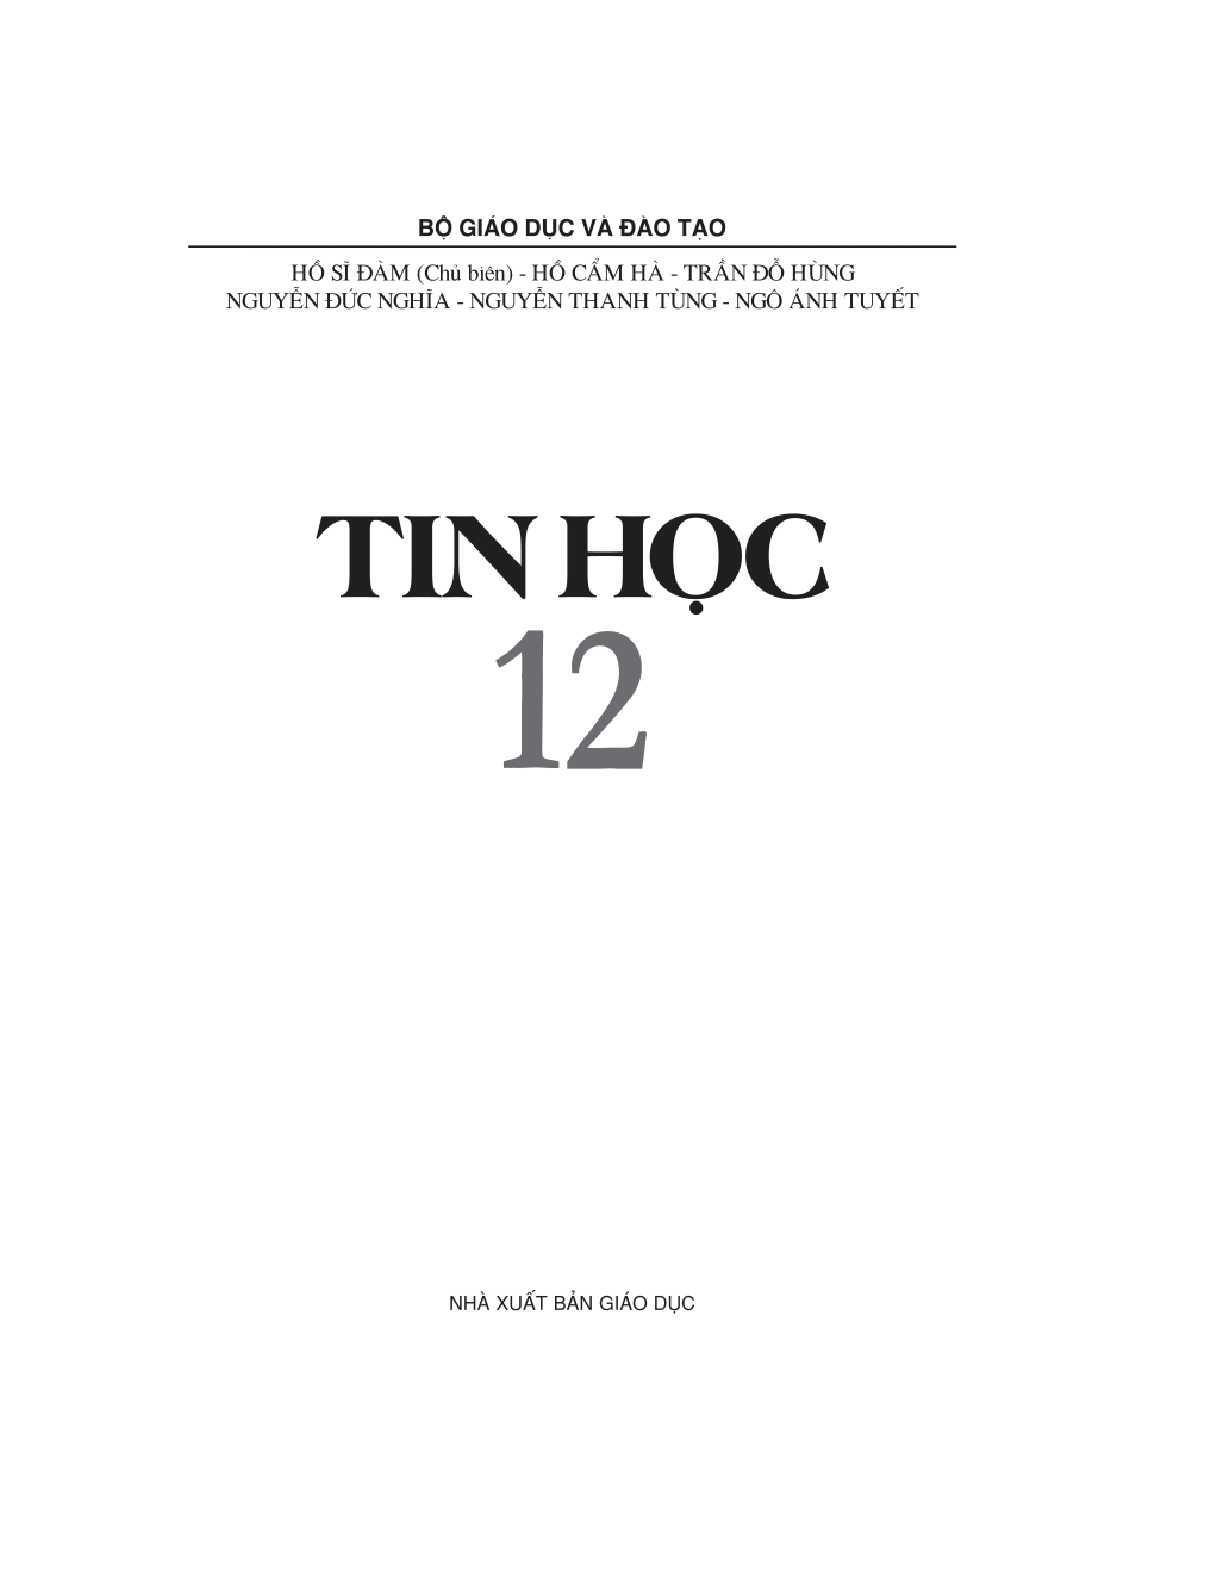 BỘ GIÁO DỤC VÀ ĐÀO TẠO
HỒ SĨ ĐÀM (Chủ biên) - HỒ CẨM HÀ - TRẦN ĐỖ HÙNG
NGUYỄN ĐỨC NGHĨA - NGUYỄN THANH TÙNG - NGÔ ÁNH TUYẾT
TIN HỌC
12
NHÀ XUẤT BẢN GIÁO DỤC